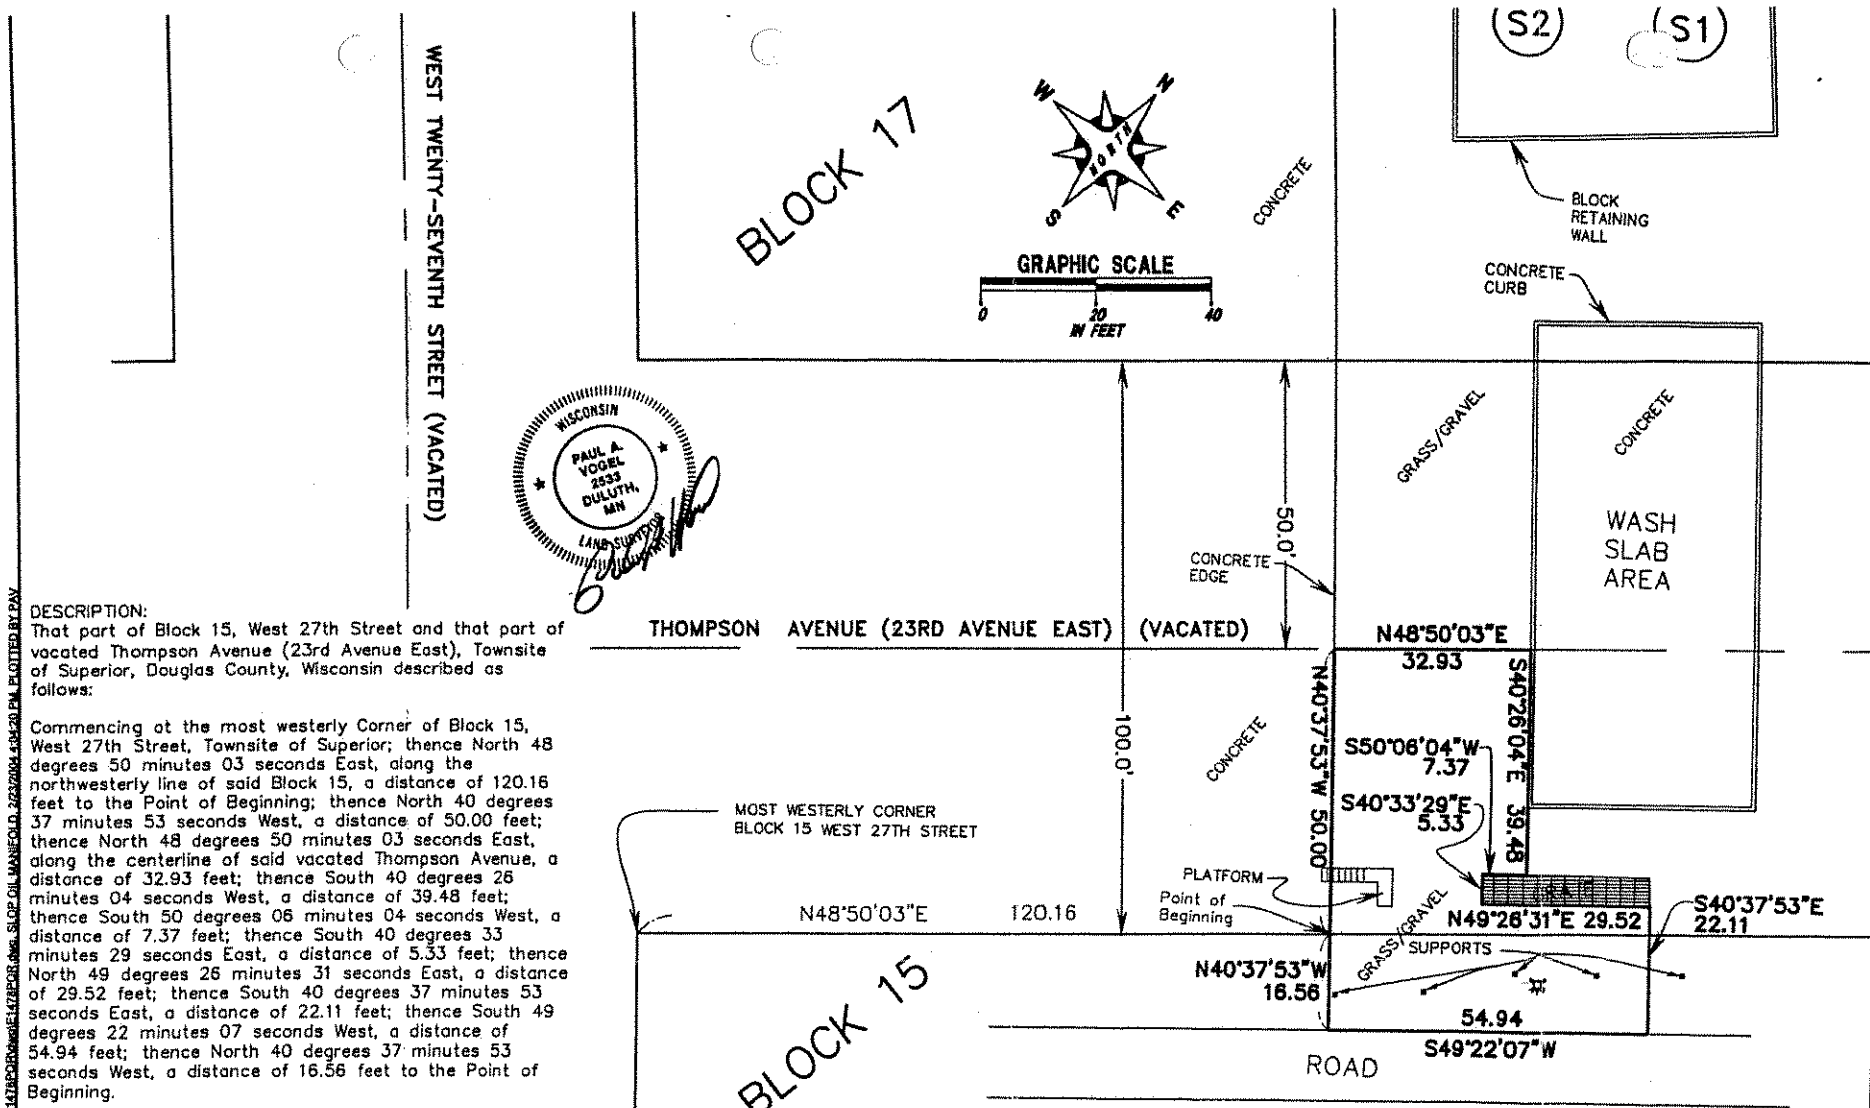 S2
S1
WEST TWENTY-SEVENTH STREET (VACATED)
BLOCK 17
W
N
NORTH
S
E
CONCRETE
BLOCK
RETAINING
WALL
GRAPHIC SCALE
0 20 40
IN FEET
CONCRETE
CURB
WISCONSIN
PAUL A.
VOGEL
2533
DULUTH,
MN
LAND SURVEYOR
GRASS/GRAVEL
CONCRETE
WASH
SLAB
AREA
50.0'
CONCRETE
EDGE
THOMPSON AVENUE (23RD AVENUE EAST) (VACATED)
N48°50'03"E
32.93
N40°37'53"W 50.00
S40°26'04"E 39.48
S50°06'04"W
7.37
S40°33'29"E
5.33
100.0'
CONCRETE
MOST WESTERLY CORNER
BLOCK 15 WEST 27TH STREET
PLATFORM
Point of
Beginning
N48°50'03"E 120.16
GRASS/GRAVEL
N49°26'31"E 29.52
S40°37'53"E
22.11
SUPPORTS
N40°37'53"W
16.56
54.94
S49°22'07"W
ROAD
BLOCK 15
DESCRIPTION:
That part of Block 15, West 27th Street and that part of
vacated Thompson Avenue (23rd Avenue East), Townsite
of Superior, Douglas County, Wisconsin described as
follows:
Commencing at the most westerly Corner of Block 15,
West 27th Street, Townsite of Superior; thence North 48
degrees 50 minutes 03 seconds East, along the
northwesterly line of said Block 15, a distance of 120.16
feet to the Point of Beginning; thence North 40 degrees
37 minutes 53 seconds West, a distance of 50.00 feet;
thence North 48 degrees 50 minutes 03 seconds East,
along the centerline of said vacated Thompson Avenue, a
distance of 32.93 feet; thence South 40 degrees 26
minutes 04 seconds West, a distance of 39.48 feet;
thence South 50 degrees 06 minutes 04 seconds West, a
distance of 7.37 feet; thence South 40 degrees 33
minutes 29 seconds East, a distance of 5.33 feet; thence
North 49 degrees 26 minutes 31 seconds East, a distance
of 29.52 feet; thence South 40 degrees 37 minutes 53
seconds East, a distance of 22.11 feet; thence South 49
degrees 22 minutes 07 seconds West, a distance of
54.94 feet; thence North 40 degrees 37 minutes 53
seconds West, a distance of 16.56 feet to the Point of
Beginning.
SLOP OIL MANIFOLD, 2/23/2004 4:04:20 PM, PLOTTED BY PAV